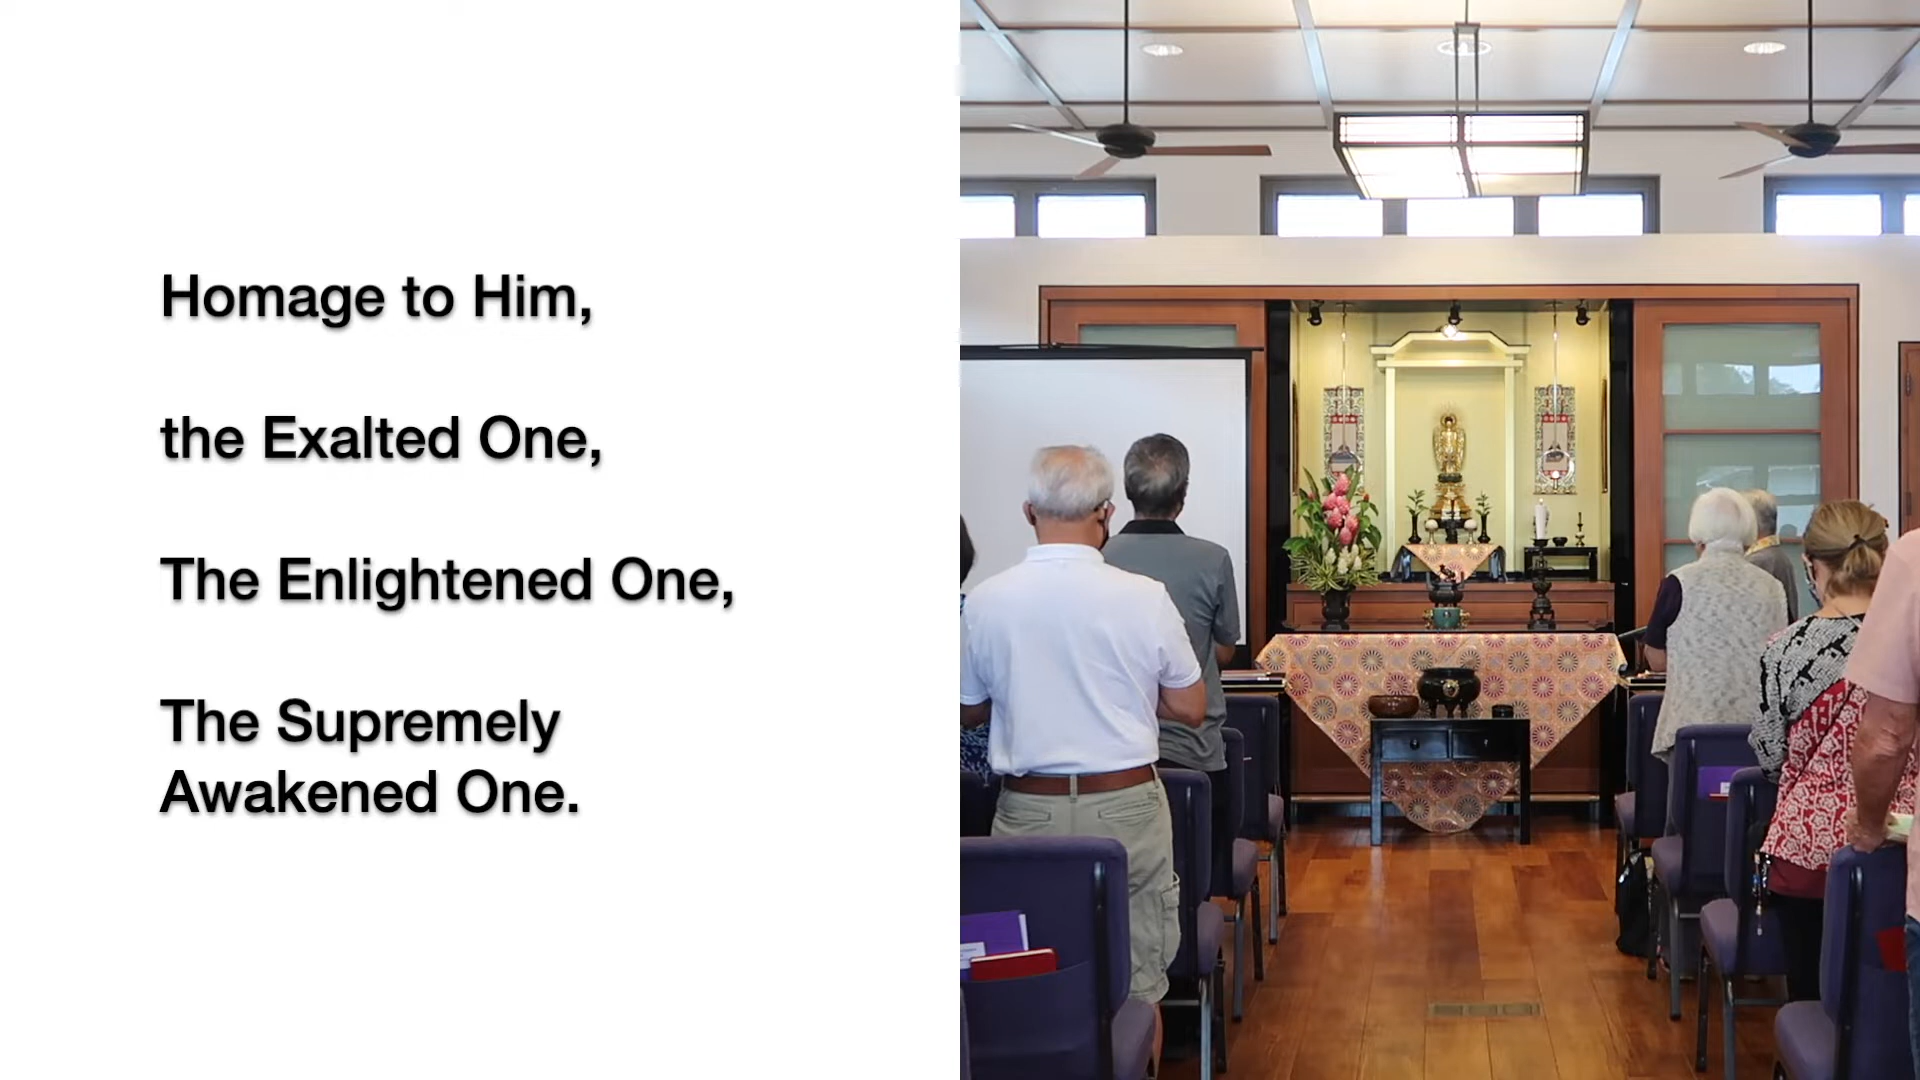 Homage to Him,
the Exalted One,
The Enlightened One,
The Supremely
Awakened One.